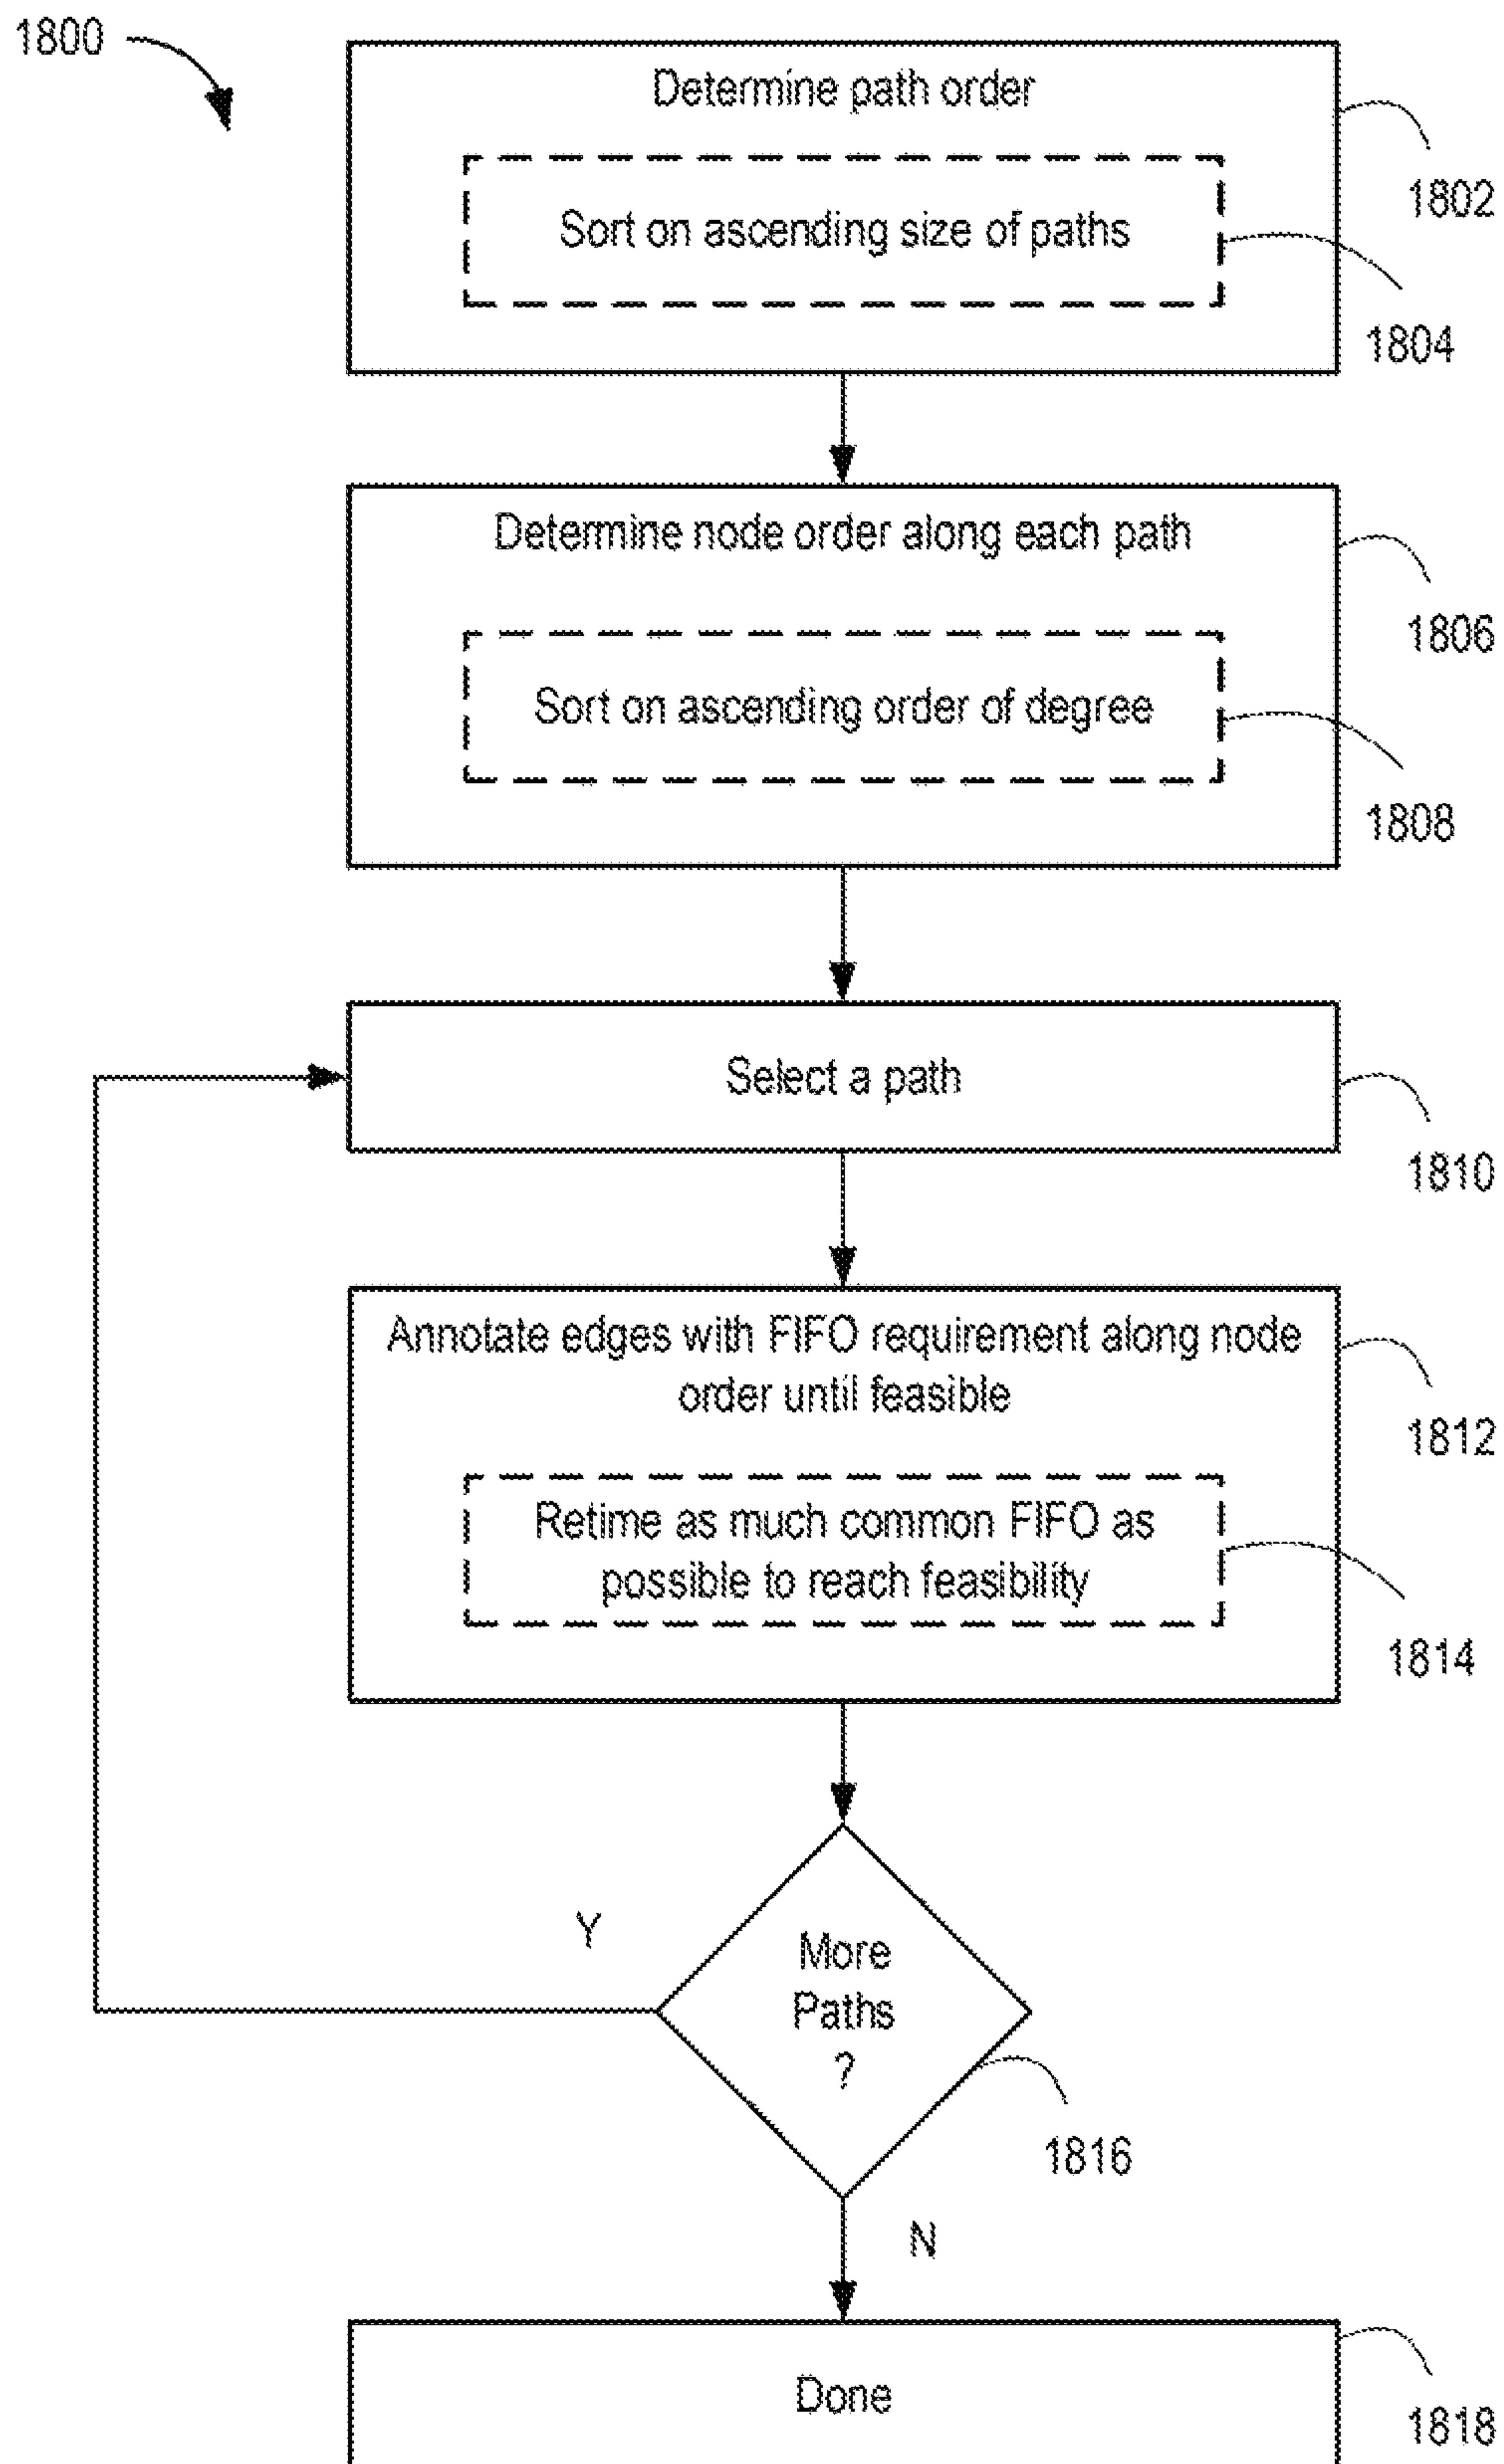 1800
Determine path order
1802
Sort on ascending size of paths
1804
Determine node order along each path
1806
Sort on ascending order of degree
1808
Select a path
1810
Annotate edges with FIFO requirement along node
order until feasible
1812
Retime as much common FIFO as
possible to reach feasibility
1814
Y
More
Paths
?
1816
N
Done
1818